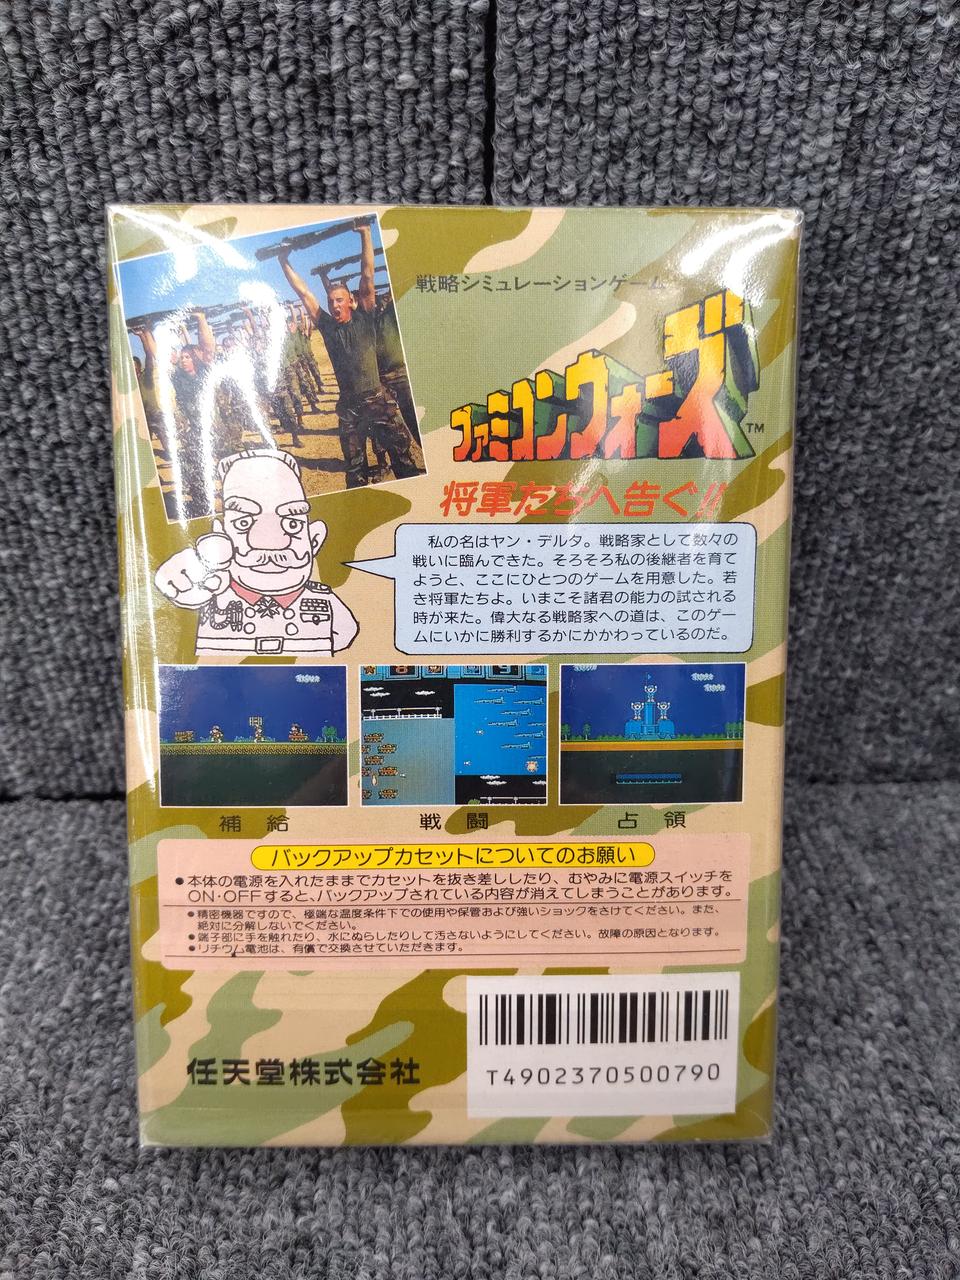 戦略シミュレーションゲーム
ファミコンウォーズ™
将軍たちへ告ぐ!!
私の名はヤン・デルタ。戦略家として数々の
戦いに臨んできた。そろそろ私の後継者を育て
ようと、ここにひとつのゲームを用意した。若
き将軍たちよ。いまこそ諸君の能力の試される
時が来た。偉大なる戦略家への道は、このゲー
ムにいかに勝利するかにかかわっているのだ。
補給
戦闘
占領
バックアップカセットについてのお願い
●本体の電源を入れたままでカセットを抜き差ししたり、むやみに電源スイッチを
ON・OFFすると、バックアップされている内容が消えてしまうことがあります。
●精密機器ですので、極端な温度条件下での使用や保管および強いショックをさけてください。また、
絶対に分解しないでください。
●端子部に手を触れたり、水にぬらしたりして汚さないようにしてください。故障の原因となります。
●リチウム電池は、有償で交換させていただきます。
任天堂株式会社
T4902370500790